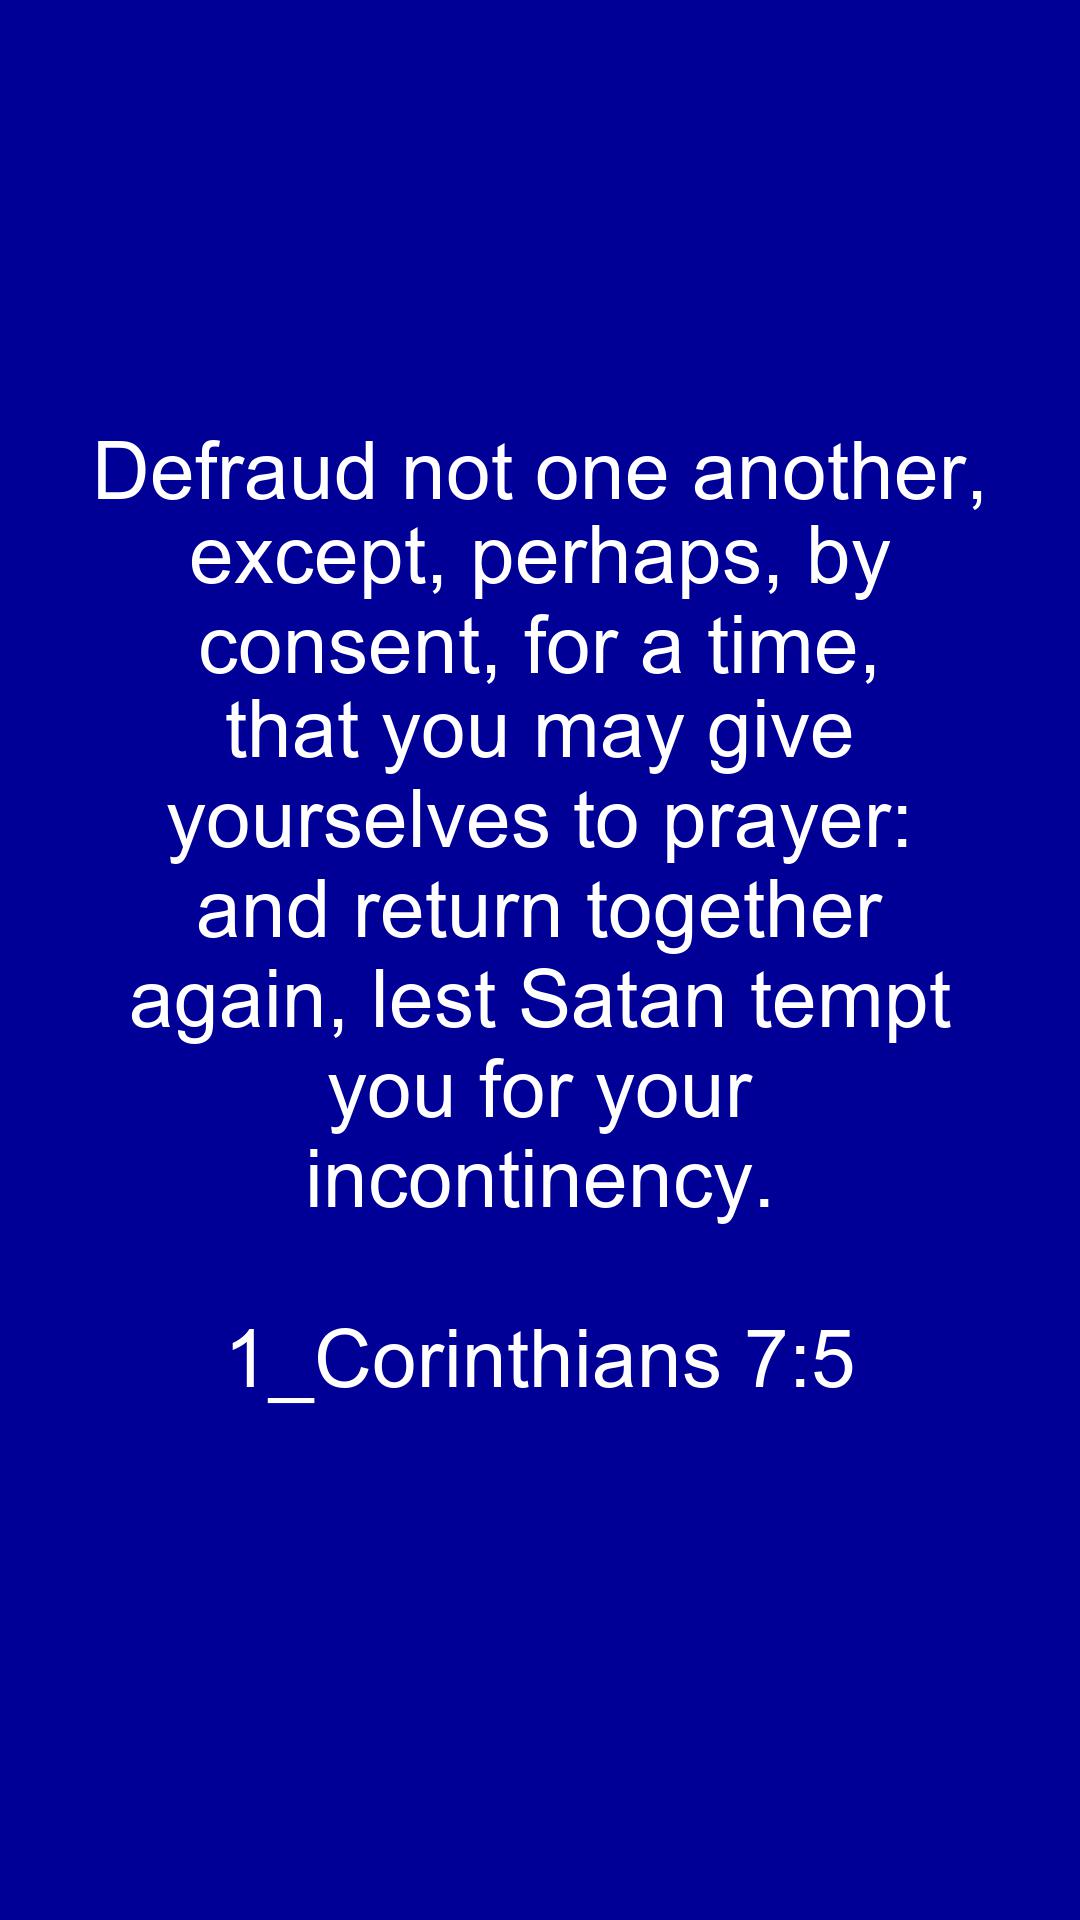 Defraud not one another,
except, perhaps, by
consent, for a time,
that you may give
yourselves to prayer:
and return together
again, lest Satan tempt
you for your
incontinency.
1_Corinthians 7:5